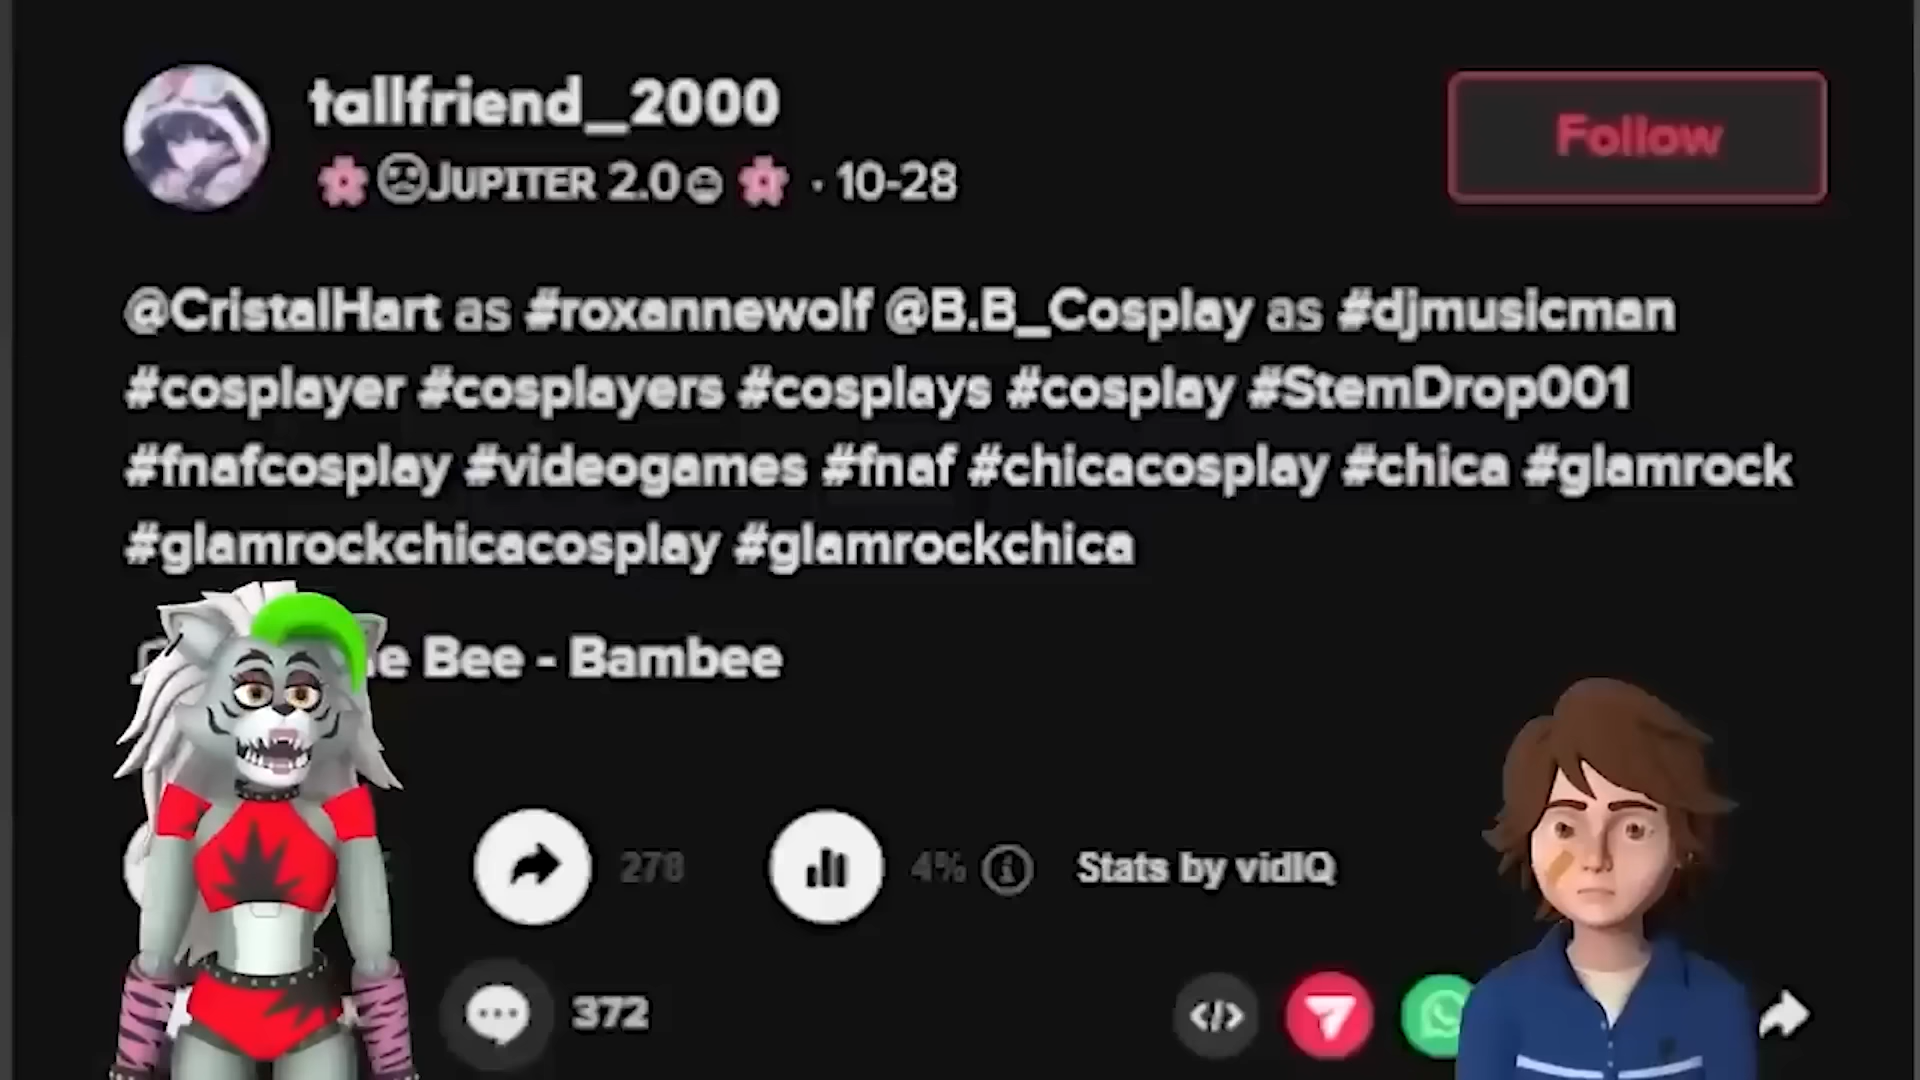 tallfriend_2000
JUPITER 2.0 · 10-28
Follow
@CristalHart as #roxannewolf @B.B_Cosplay as #djmusicman
#cosplayer #cosplayers #cosplays #cosplay #StemDrop001
#fnafcosplay #videogames #fnaf #chicacosplay #chica #glamrock
#glamrockchicacosplay #glamrockchica
Bee - Bambee
278
4%
Stats by vidIQ
372